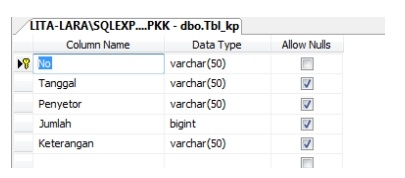 LITA-LARA\SQLEXP....PKK - dbo.Tbl_kp
Column Name Data Type Allow Nulls
No varchar(50)
Tanggal varchar(50)
Penyetor varchar(50)
Jumlah bigint
Keterangan varchar(50)